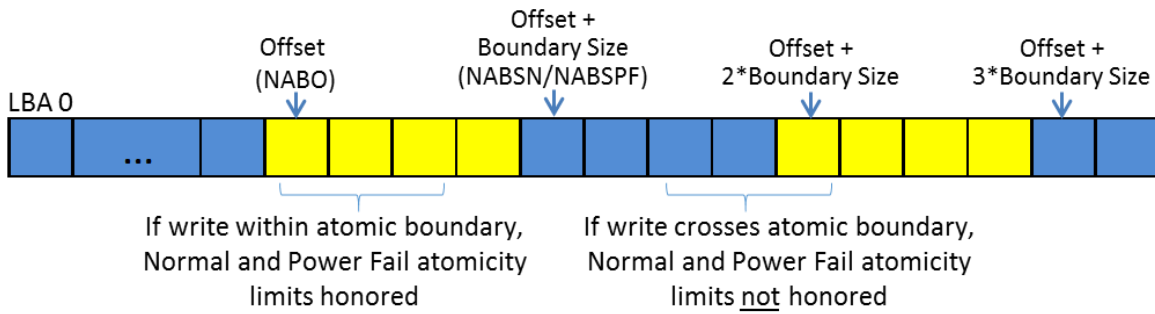 Offset
(NABO)
Offset +
Boundary Size
(NABSN/NABSPF)
Offset +
2*Boundary Size
Offset +
3*Boundary Size
LBA 0
...
If write within atomic boundary,
Normal and Power Fail atomicity
limits honored
If write crosses atomic boundary,
Normal and Power Fail atomicity
limits not honored